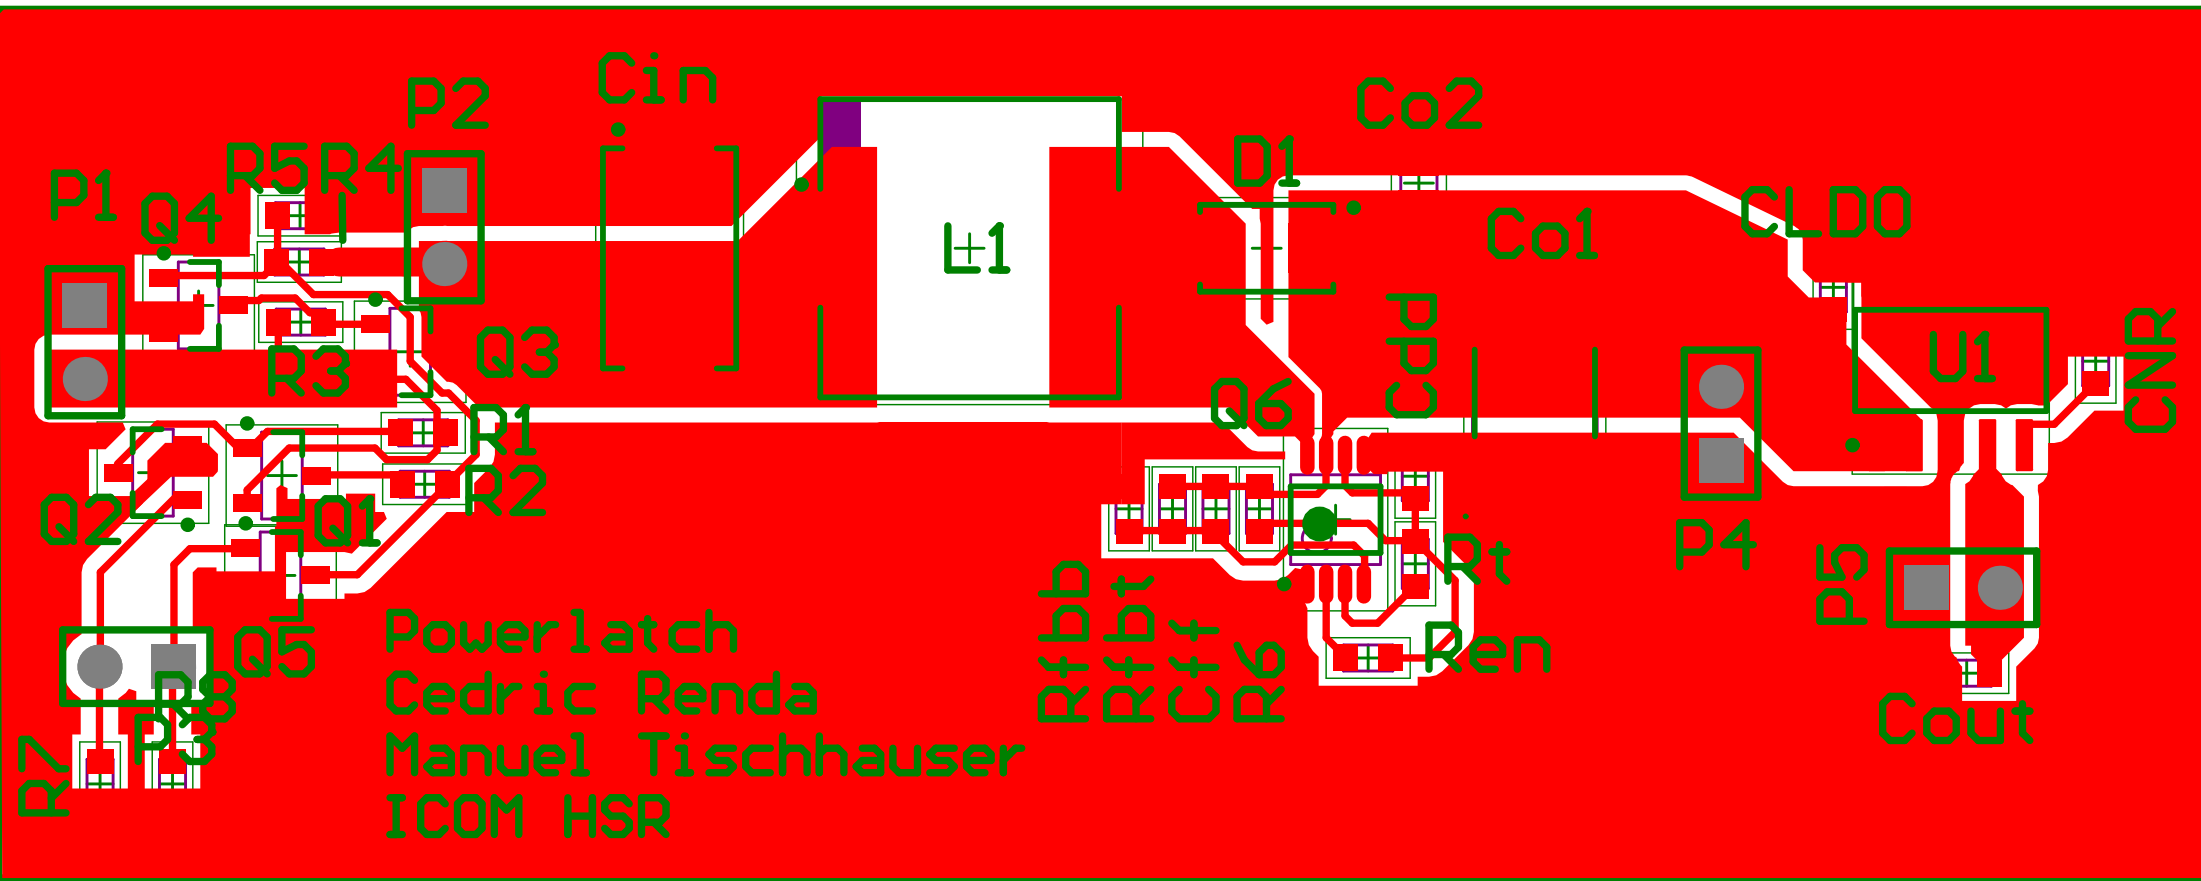 Cin
P2
Co2
R5
R4
D1
P1
Q4
CLDO
L1
Co1
Cdd
Q3
R3
U1
CNR
Q6
R1
R2
Q2
Q1
P4
Rt
P5
Rfbb
Rfbt
Cff
R6
Q5
Ren
Powerlatch
Cedric Renda
Cout
P3
R7
Manuel Tischhauser
ICOM HSR